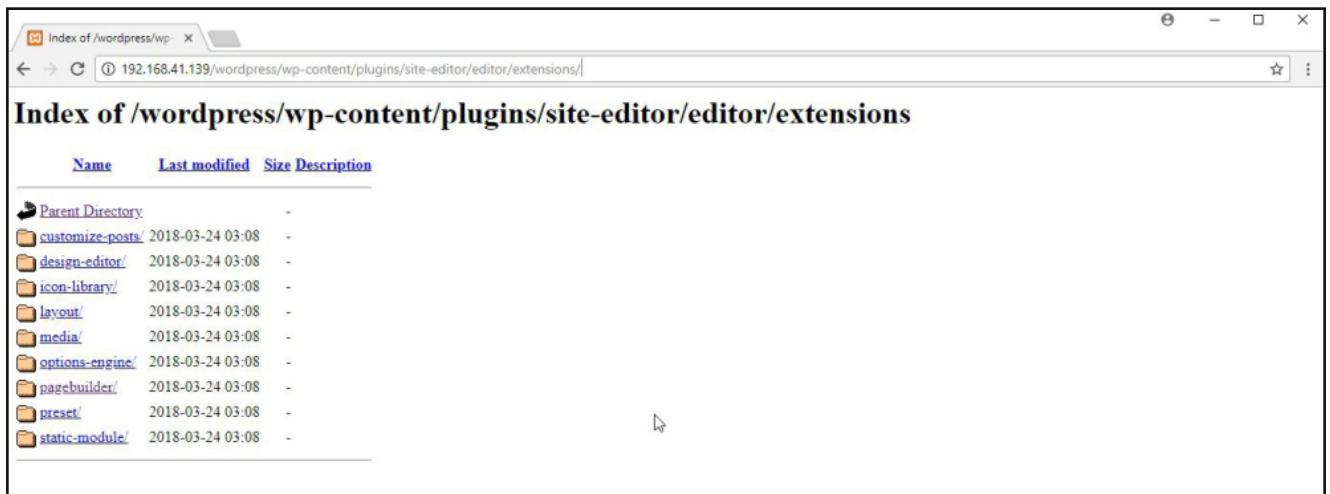 Index of /wordpress/wp-
192.168.41.139/wordpress/wp-content/plugins/site-editor/editor/extensions/
Index of /wordpress/wp-content/plugins/site-editor/editor/extensions
Name Last modified Size Description
Parent Directory -
customize-posts/ 2018-03-24 03:08 -
design-editor/ 2018-03-24 03:08 -
icon-library/ 2018-03-24 03:08 -
layout/ 2018-03-24 03:08 -
media/ 2018-03-24 03:08 -
options-engine/ 2018-03-24 03:08 -
pagebuilder/ 2018-03-24 03:08 -
preset/ 2018-03-24 03:08 -
static-module/ 2018-03-24 03:08 -